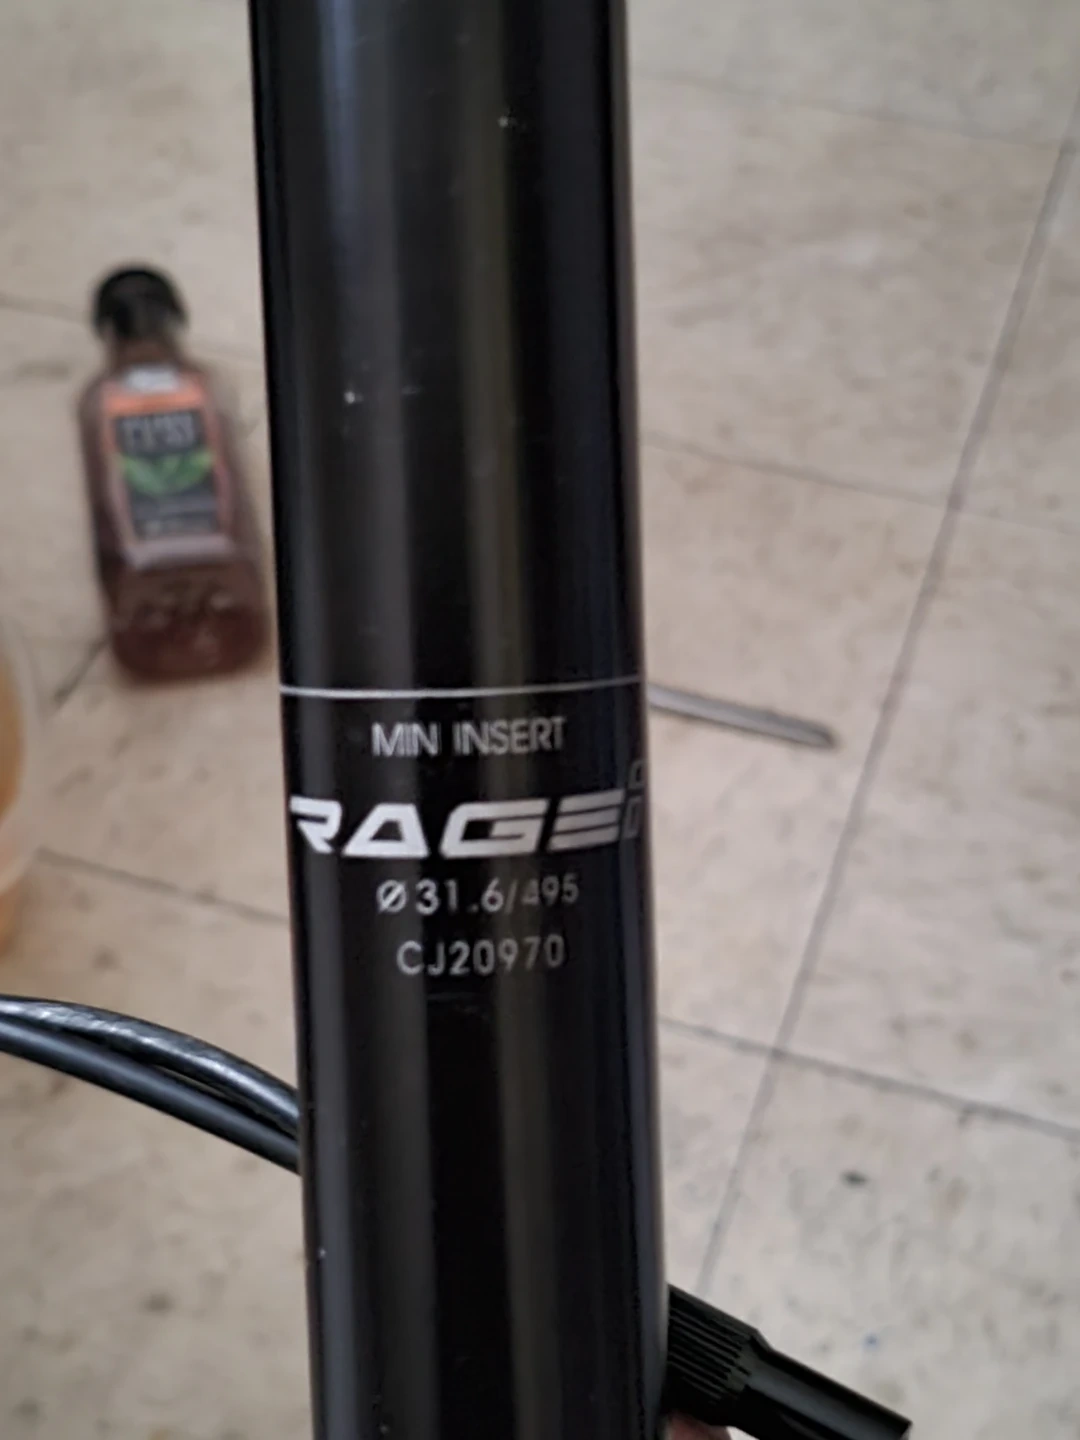 MIN INSERT
RAGE
Ø31.6/495
CJ20970